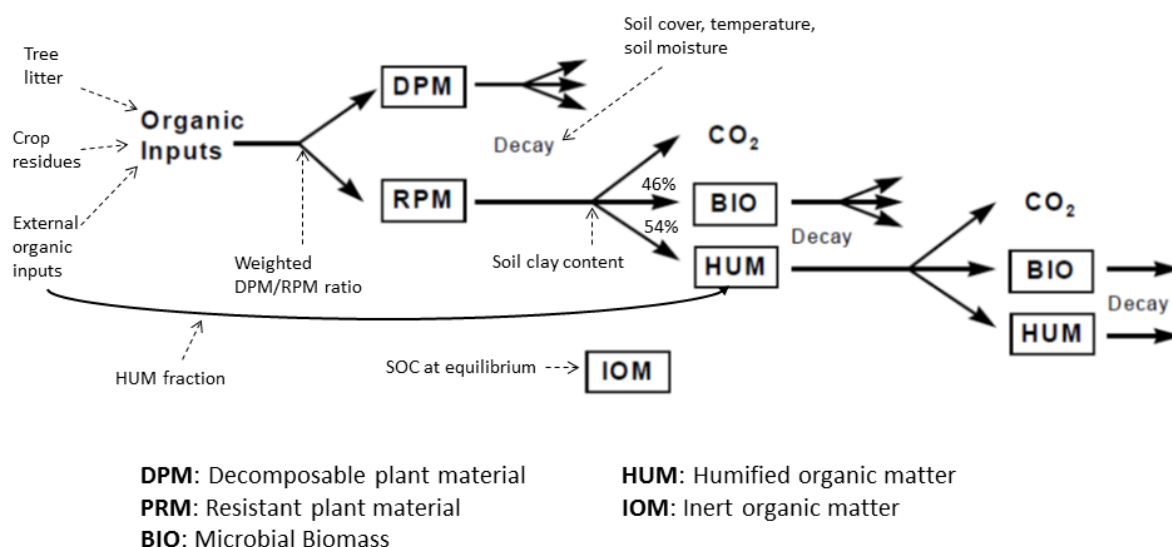 Tree
litter
Crop
residues
External
organic
inputs
Organic
Inputs
Weighted
DPM/RPM ratio
HUM fraction
DPM
RPM
Decay
Soil cover, temperature,
soil moisture
Soil clay content
SOC at equilibrium
IOM
CO₂
46%
BIO
54%
HUM
Decay
CO₂
BIO
Decay
HUM
DPM: Decomposable plant material
PRM: Resistant plant material
BIO: Microbial Biomass
HUM: Humified organic matter
IOM: Inert organic matter